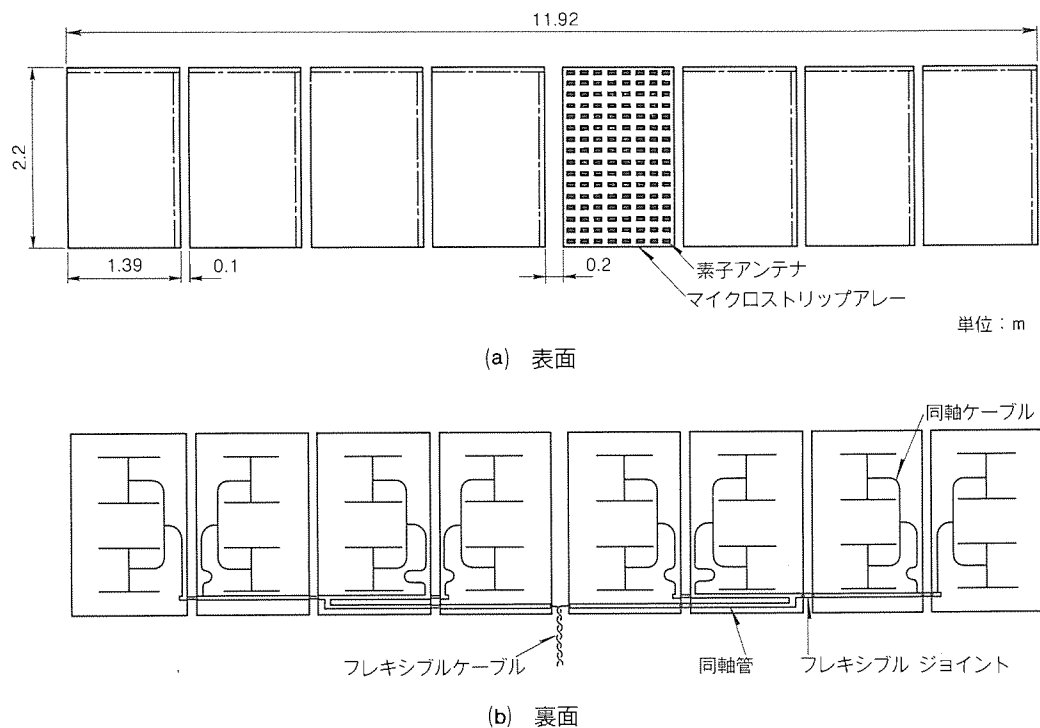 11.92
2.2
1.39
0.1
0.2
素子アンテナ
マイクロストリップアレー
単位:m
(a) 表面
同軸ケーブル
フレキシブルケーブル
同軸管
フレキシブル ジョイント
(b) 裏面